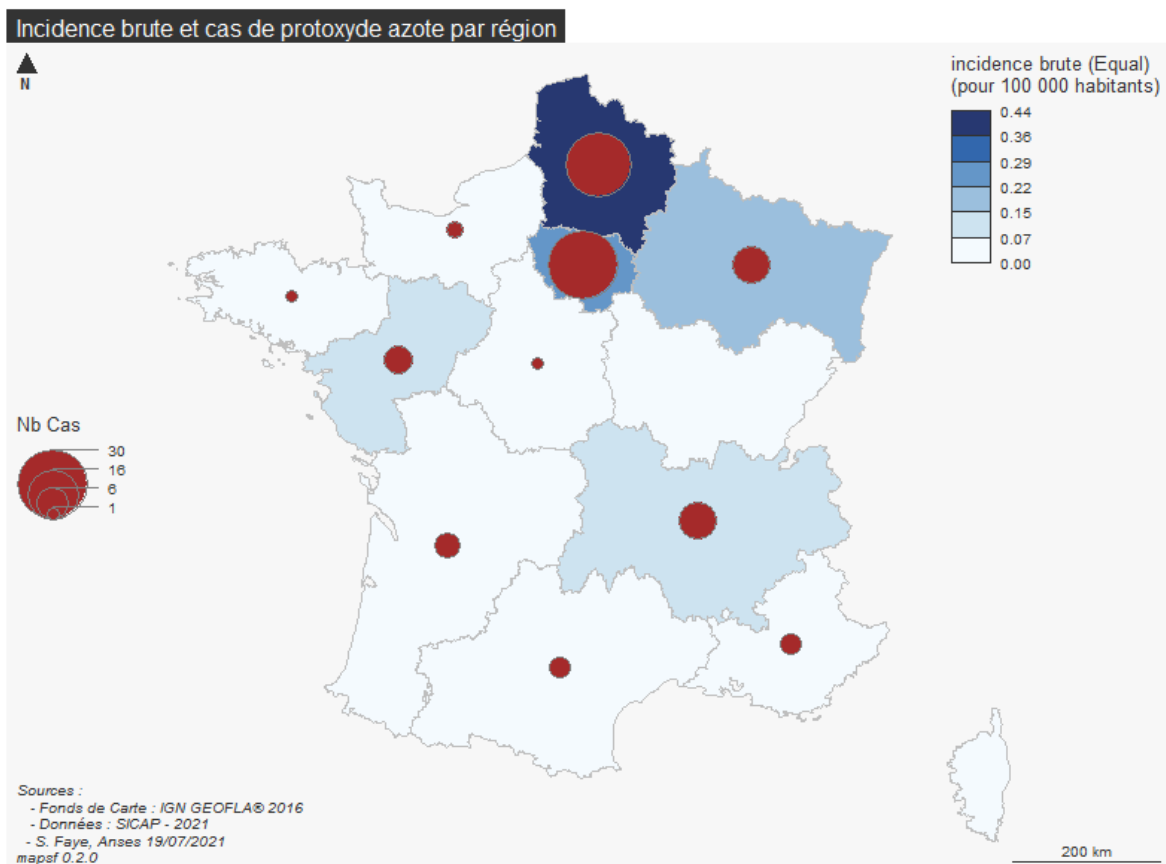 Incidence brute et cas de protoxyde azote par région
N
incidence brute (Equal)
(pour 100 000 habitants)
0.44
0.36
0.29
0.22
0.15
0.07
0.00
Nb Cas
30
16
6
1
Sources :
- Fonds de Carte : IGN GEOFLA® 2016
- Données : SICAP - 2021
- S. Faye, Anses 19/07/2021
mapsf 0.2.0
200 km